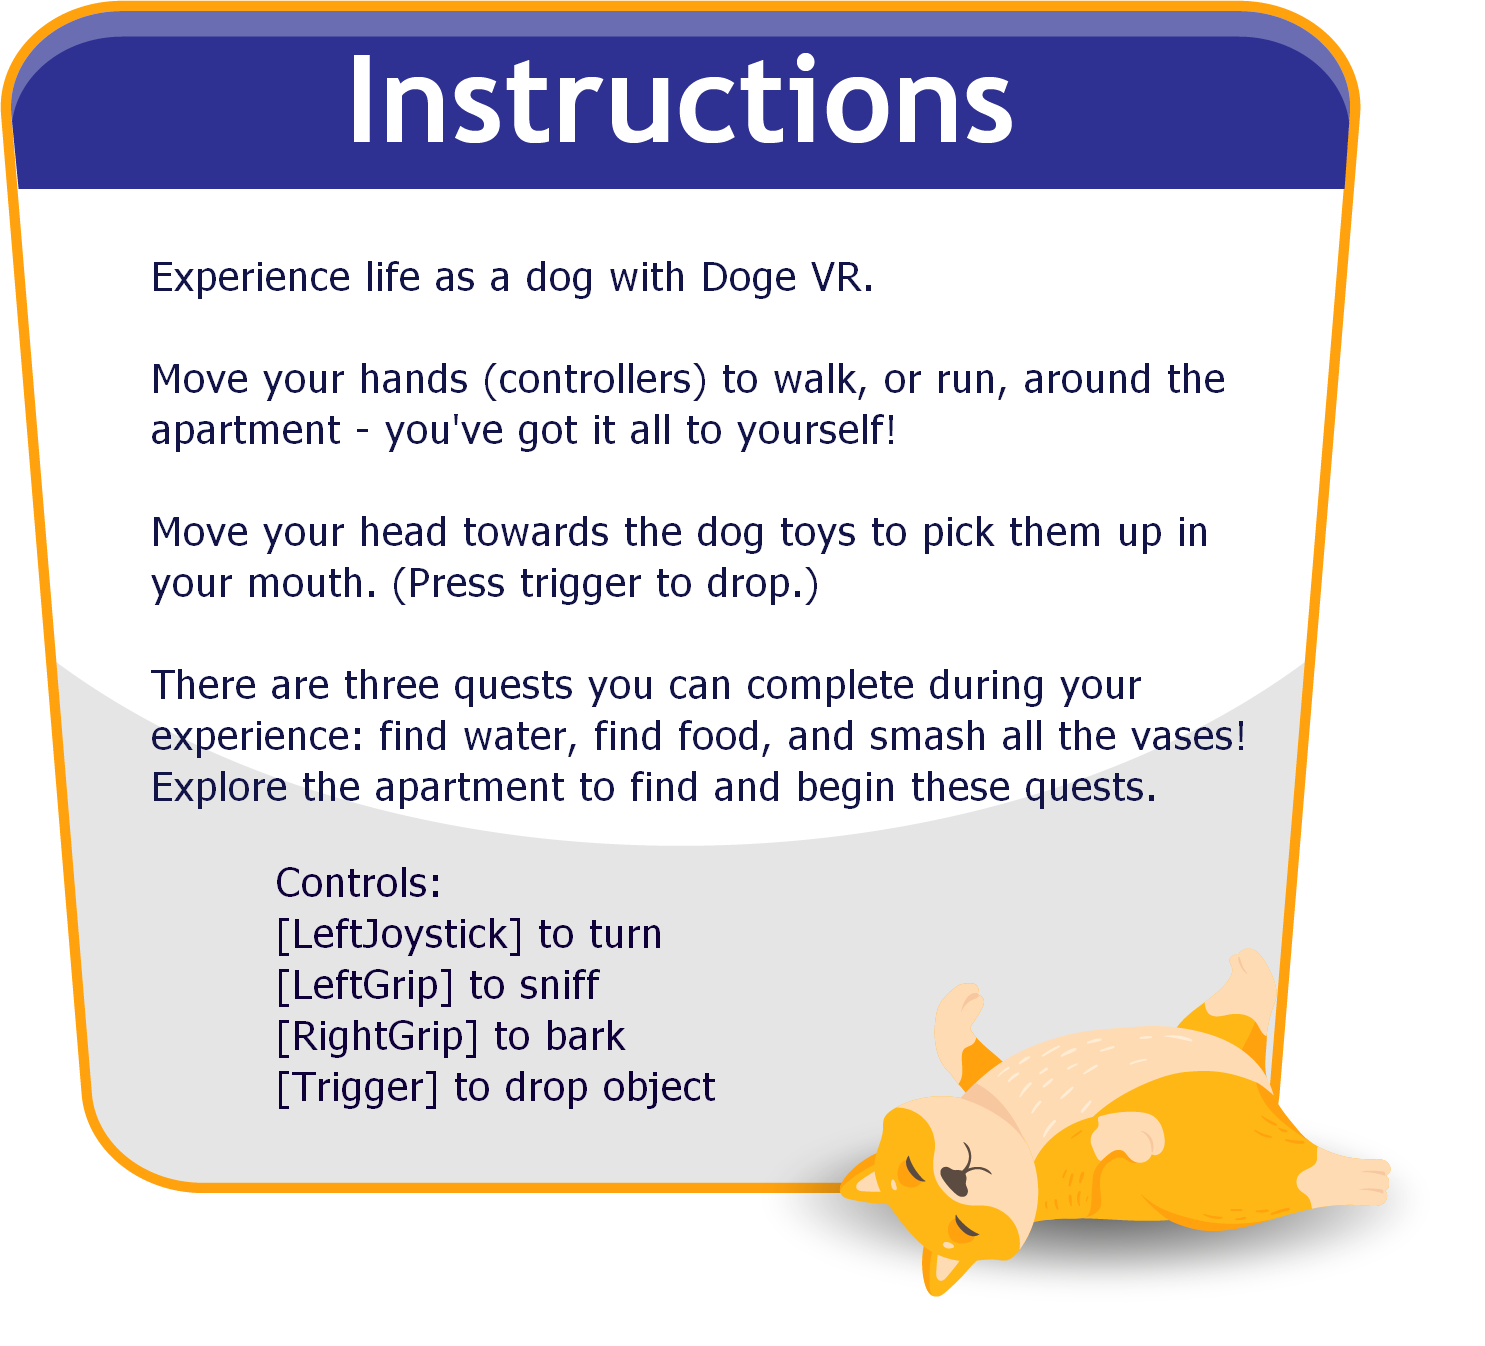 Instructions
Experience life as a dog with Doge VR.
Move your hands (controllers) to walk, or run, around the
apartment - you've got it all to yourself!
Move your head towards the dog toys to pick them up in
your mouth. (Press trigger to drop.)
There are three quests you can complete during your
experience: find water, find food, and smash all the vases!
Explore the apartment to find and begin these quests.
Controls:
[LeftJoystick] to turn
[LeftGrip] to sniff
[RightGrip] to bark
[Trigger] to drop object